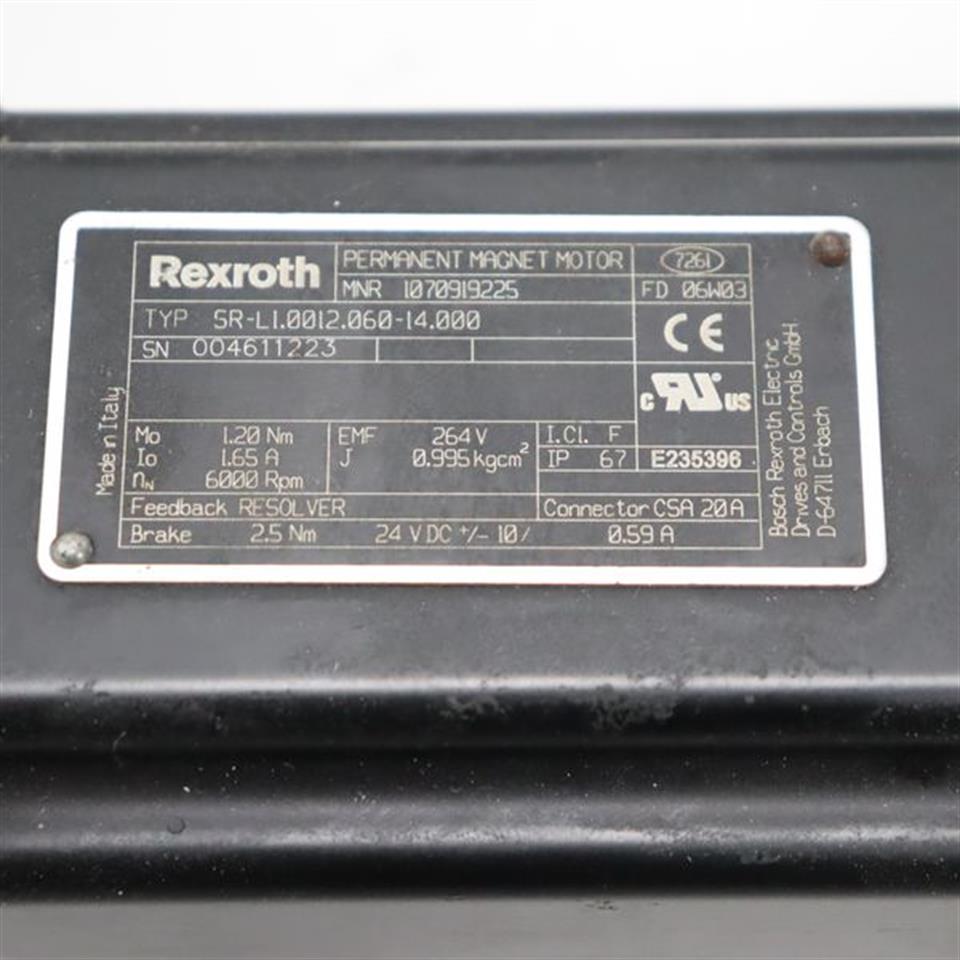 Rexroth
PERMANENT MAGNET MOTOR
7261
MNR 1070919225
FD 06W03
TYP SR-L1.0012.060-14.000
SN 004611223
CE
C UR US
Mo 1.20 Nm
EMF 264 V
I.Cl. F
Io 1.65 A
J 0.995 kgcm²
IP 67
E235396
nN 6000 Rpm
Feedback RESOLVER
Connector CSA 20 A
Brake 2.5 Nm 24 V DC +/- 10/ 0.59 A
Made in Italy
Bosch Rexroth Electric
Drives and Controls GmbH
D-64711 Erbach